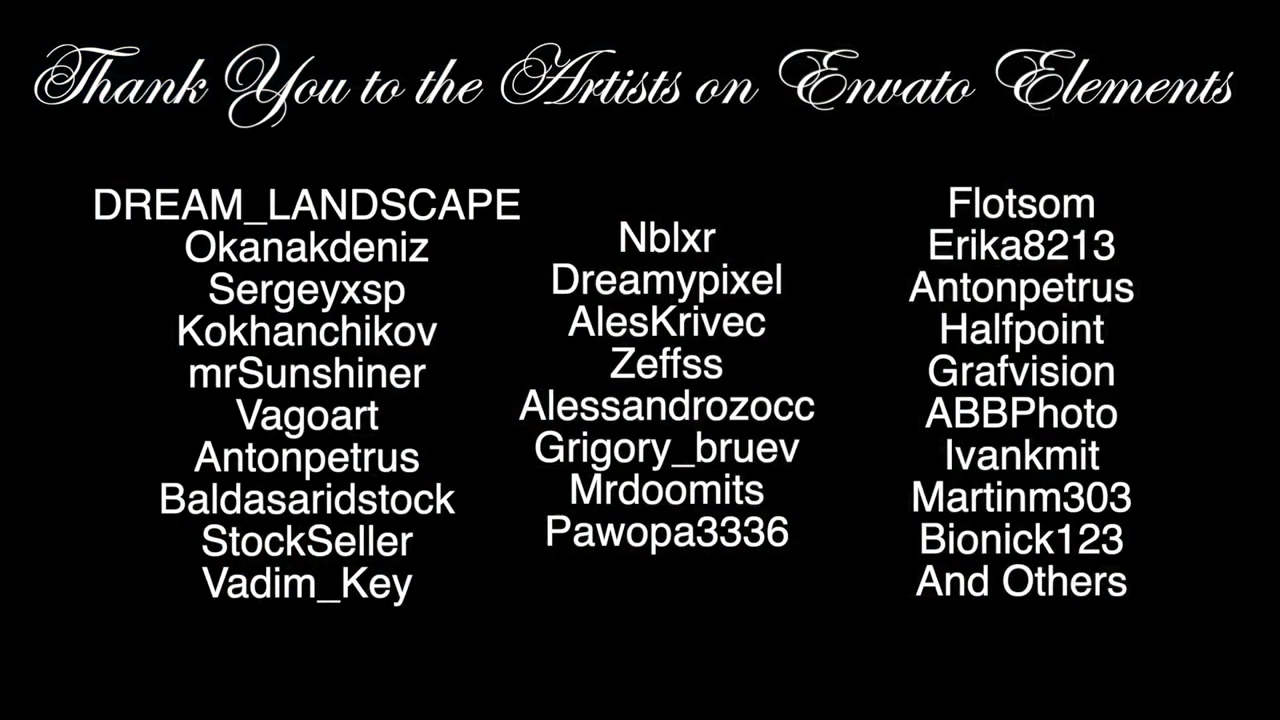 Thank You to the Artists on Envato Elements
DREAM_LANDSCAPE
Okanakdeniz
Sergeyxsp
Kokhanchikov
mrSunshiner
Vagoart
Antonpetrus
Baldasaridstock
StockSeller
Vadim_Key
Nblxr
Dreamypixel
AlesKrivec
Zeffss
Alessandrozocc
Grigory_bruev
Mrdoomits
Pawopa3336
Flotsom
Erika8213
Antonpetrus
Halfpoint
Grafvision
ABBPhoto
Ivankmit
Martinm303
Bionick123
And Others